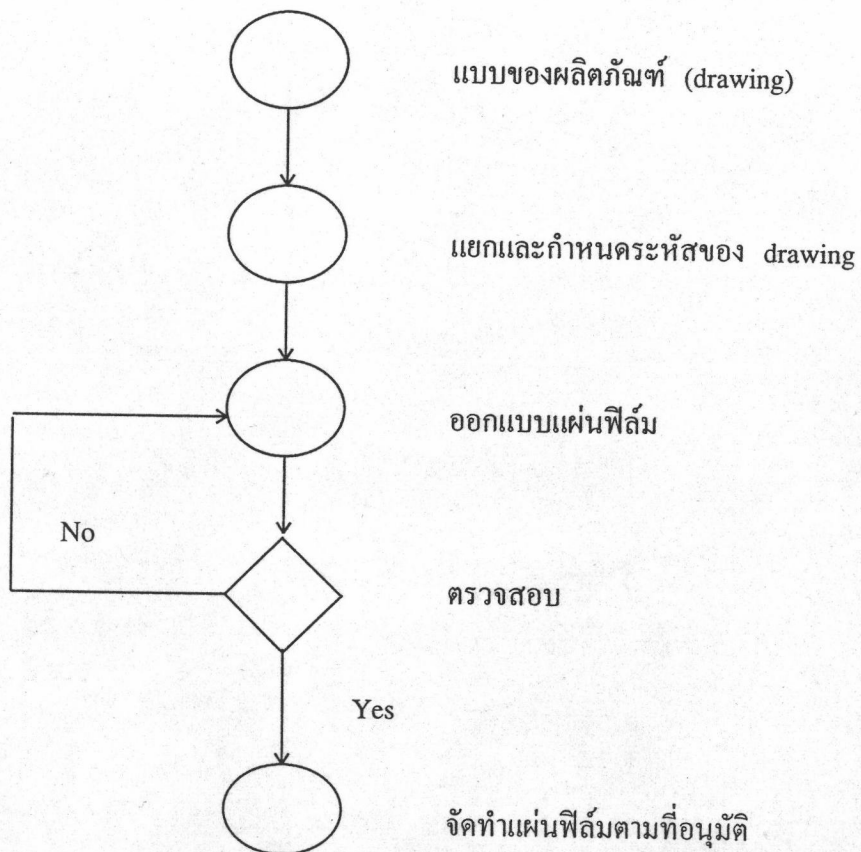 แบบของผลิตภัณฑ์ (drawing)
แยกและกำหนดระหัสของ drawing
ออกแบบแผ่นฟิล์ม
No
ตรวจสอบ
Yes
จัดทำแผ่นฟิล์มตามที่อนุมัติ